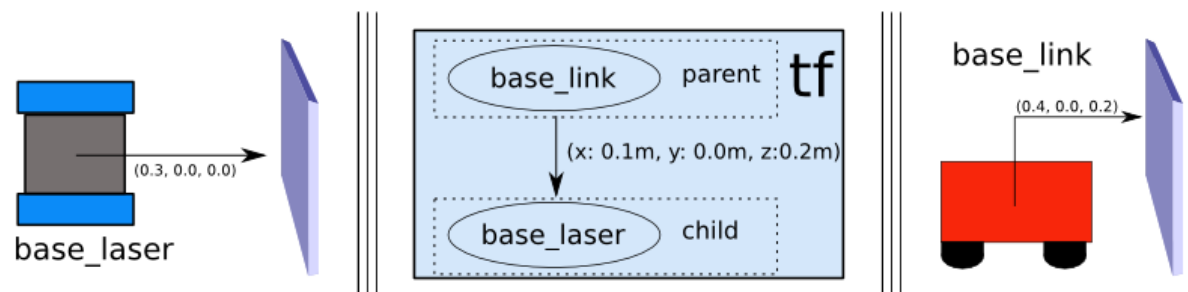 (0.3, 0.0, 0.0)
base_laser
base_link
parent
tf
(x: 0.1m, y: 0.0m, z:0.2m)
base_laser
child
base_link
(0.4, 0.0, 0.2)